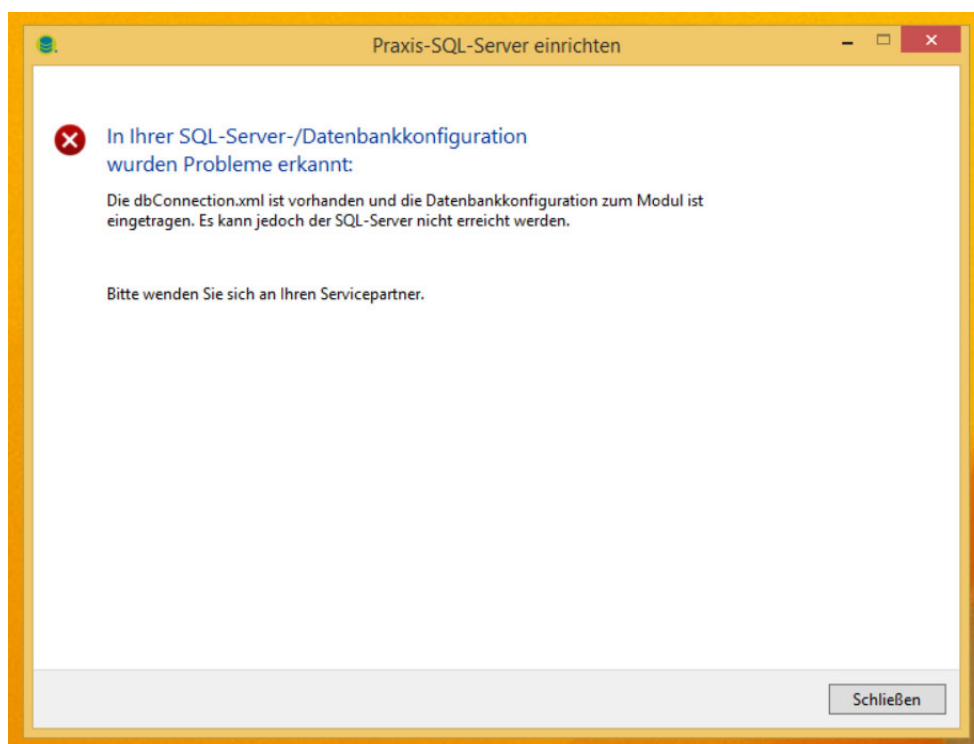 Praxis-SQL-Server einrichten
In Ihrer SQL-Server-/Datenbankkonfiguration
wurden Probleme erkannt:
Die dbConnection.xml ist vorhanden und die Datenbankkonfiguration zum Modul ist
eingetragen. Es kann jedoch der SQL-Server nicht erreicht werden.
Bitte wenden Sie sich an Ihren Servicepartner.
Schließen